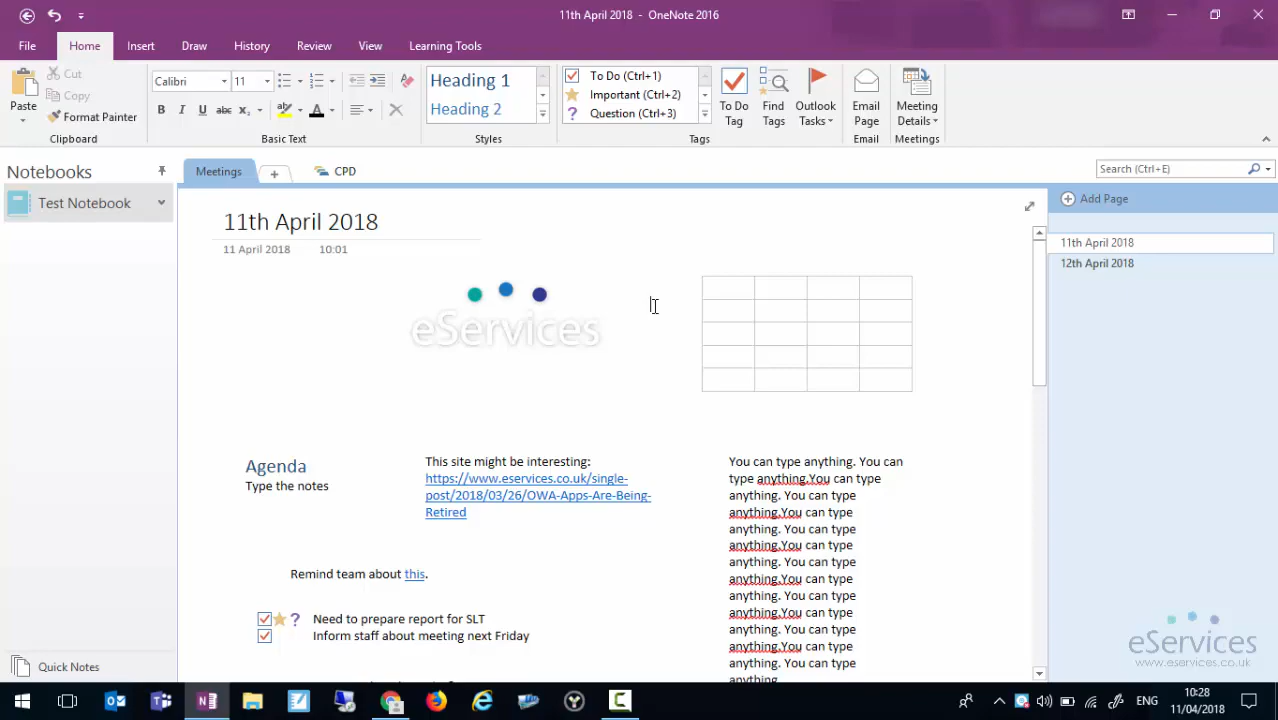 11th April 2018 - OneNote 2016
File Home Insert Draw History Review View Learning Tools
Paste
Cut
Copy
Format Painter
Clipboard
Calibri 11
B I U abc x₂ A
Basic Text
Heading 1
Heading 2
Styles
To Do (Ctrl+1)
Important (Ctrl+2)
? Question (Ctrl+3)
To Do
Tag
Find
Tags
Outlook
Tasks
Tags
Email
Page
Email
Meeting
Details
Meetings
Notebooks
Test Notebook
Meetings + CPD
Search (Ctrl+E)
Add Page
11th April 2018
12th April 2018
11th April 2018
11 April 2018 10:01
eServices
Agenda
Type the notes
This site might be interesting:
https://www.eservices.co.uk/single-
post/2018/03/26/OWA-Apps-Are-Being-
Retired
Remind team about this.
? Need to prepare report for SLT
Inform staff about meeting next Friday
You can type anything. You can
type anything.You can type
anything. You can type
anything.You can type
anything. You can type
anything.You can type
anything. You can type
anything.You can type
anything. You can type
anything.You can type
anything. You can type
anything.You can type
anything. You can type
anything.
eServices
www.eservices.co.uk
Quick Notes
ENG
10:28
11/04/2018